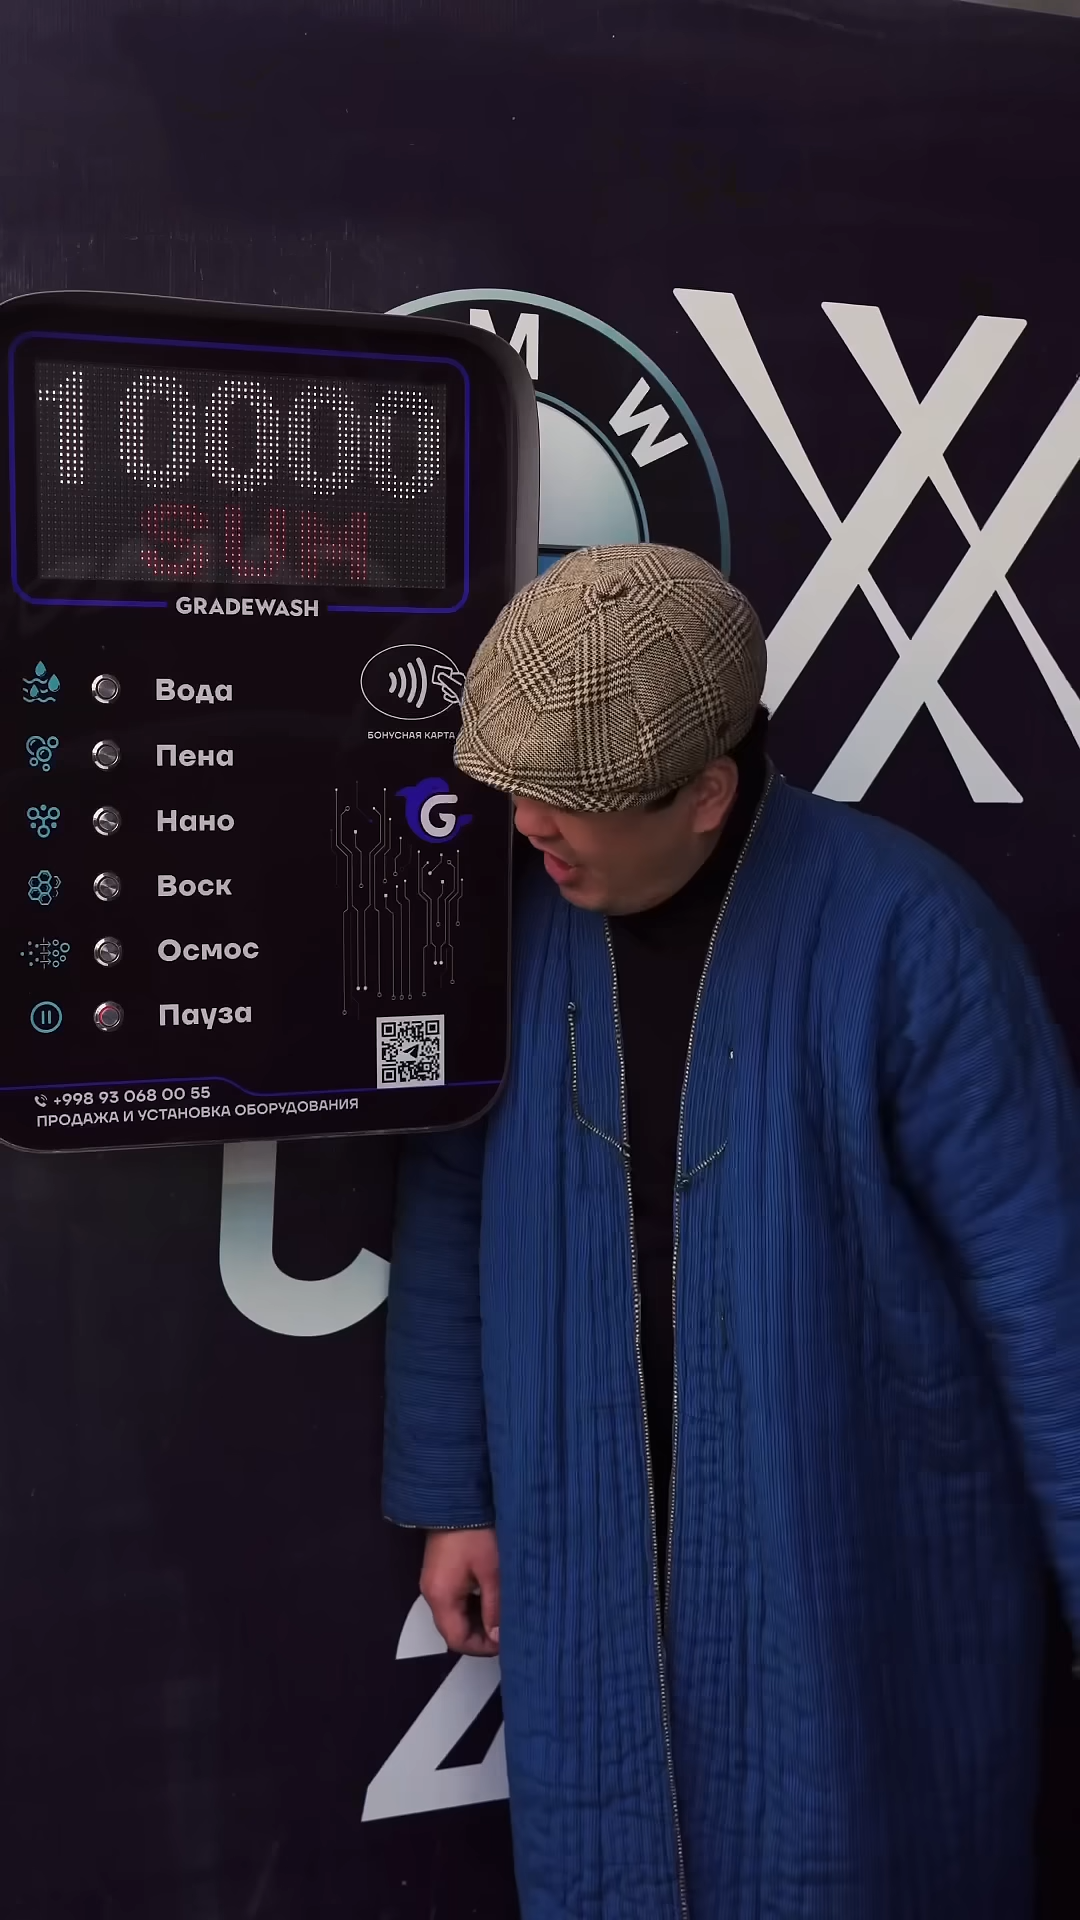 M
W
10000
SUM
GRADEWASH
Вода
Пена
Нано
Воск
Осмос
Пауза
БОНУСНАЯ КАРТА
G
+998 93 068 00 55
ПРОДАЖА И УСТАНОВКА ОБОРУДОВАНИЯ